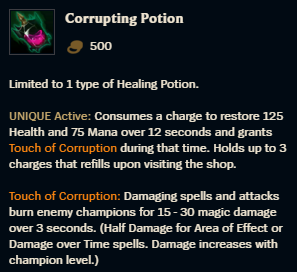 Corrupting Potion
500
Limited to 1 type of Healing Potion.
UNIQUE Active: Consumes a charge to restore 125
Health and 75 Mana over 12 seconds and grants
Touch of Corruption during that time. Holds up to 3
charges that refills upon visiting the shop.
Touch of Corruption: Damaging spells and attacks
burn enemy champions for 15 - 30 magic damage
over 3 seconds. (Half Damage for Area of Effect or
Damage over Time spells. Damage increases with
champion level.)